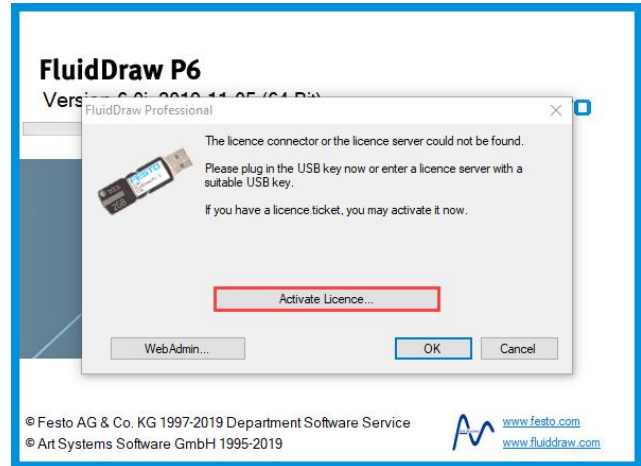 FluidDraw P6
FluidDraw Professional
The licence connector or the licence server could not be found.
Please plug in the USB key now or enter a licence server with a
suitable USB key.
If you have a licence ticket, you may activate it now.
FESTO
2GB
Activate Licence...
WebAdmin...
OK
Cancel
© Festo AG & Co. KG 1997-2019 Department Software Service
www.festo.com
© Art Systems Software GmbH 1995-2019
www.fluiddraw.com